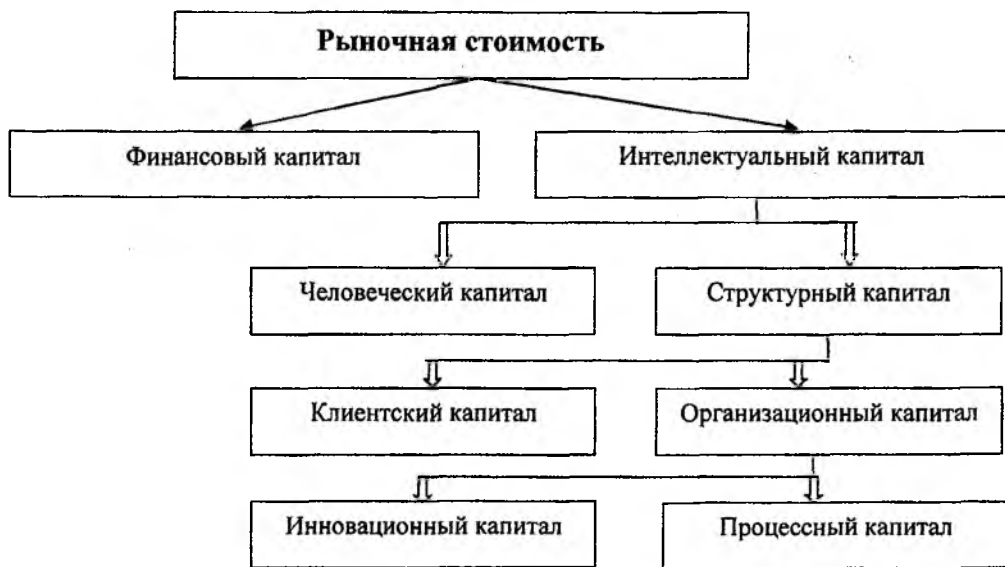 Рыночная стоимость
Финансовый капитал
Интеллектуальный капитал
Человеческий капитал
Структурный капитал
Клиентский капитал
Организационный капитал
Инновационный капитал
Процессный капитал